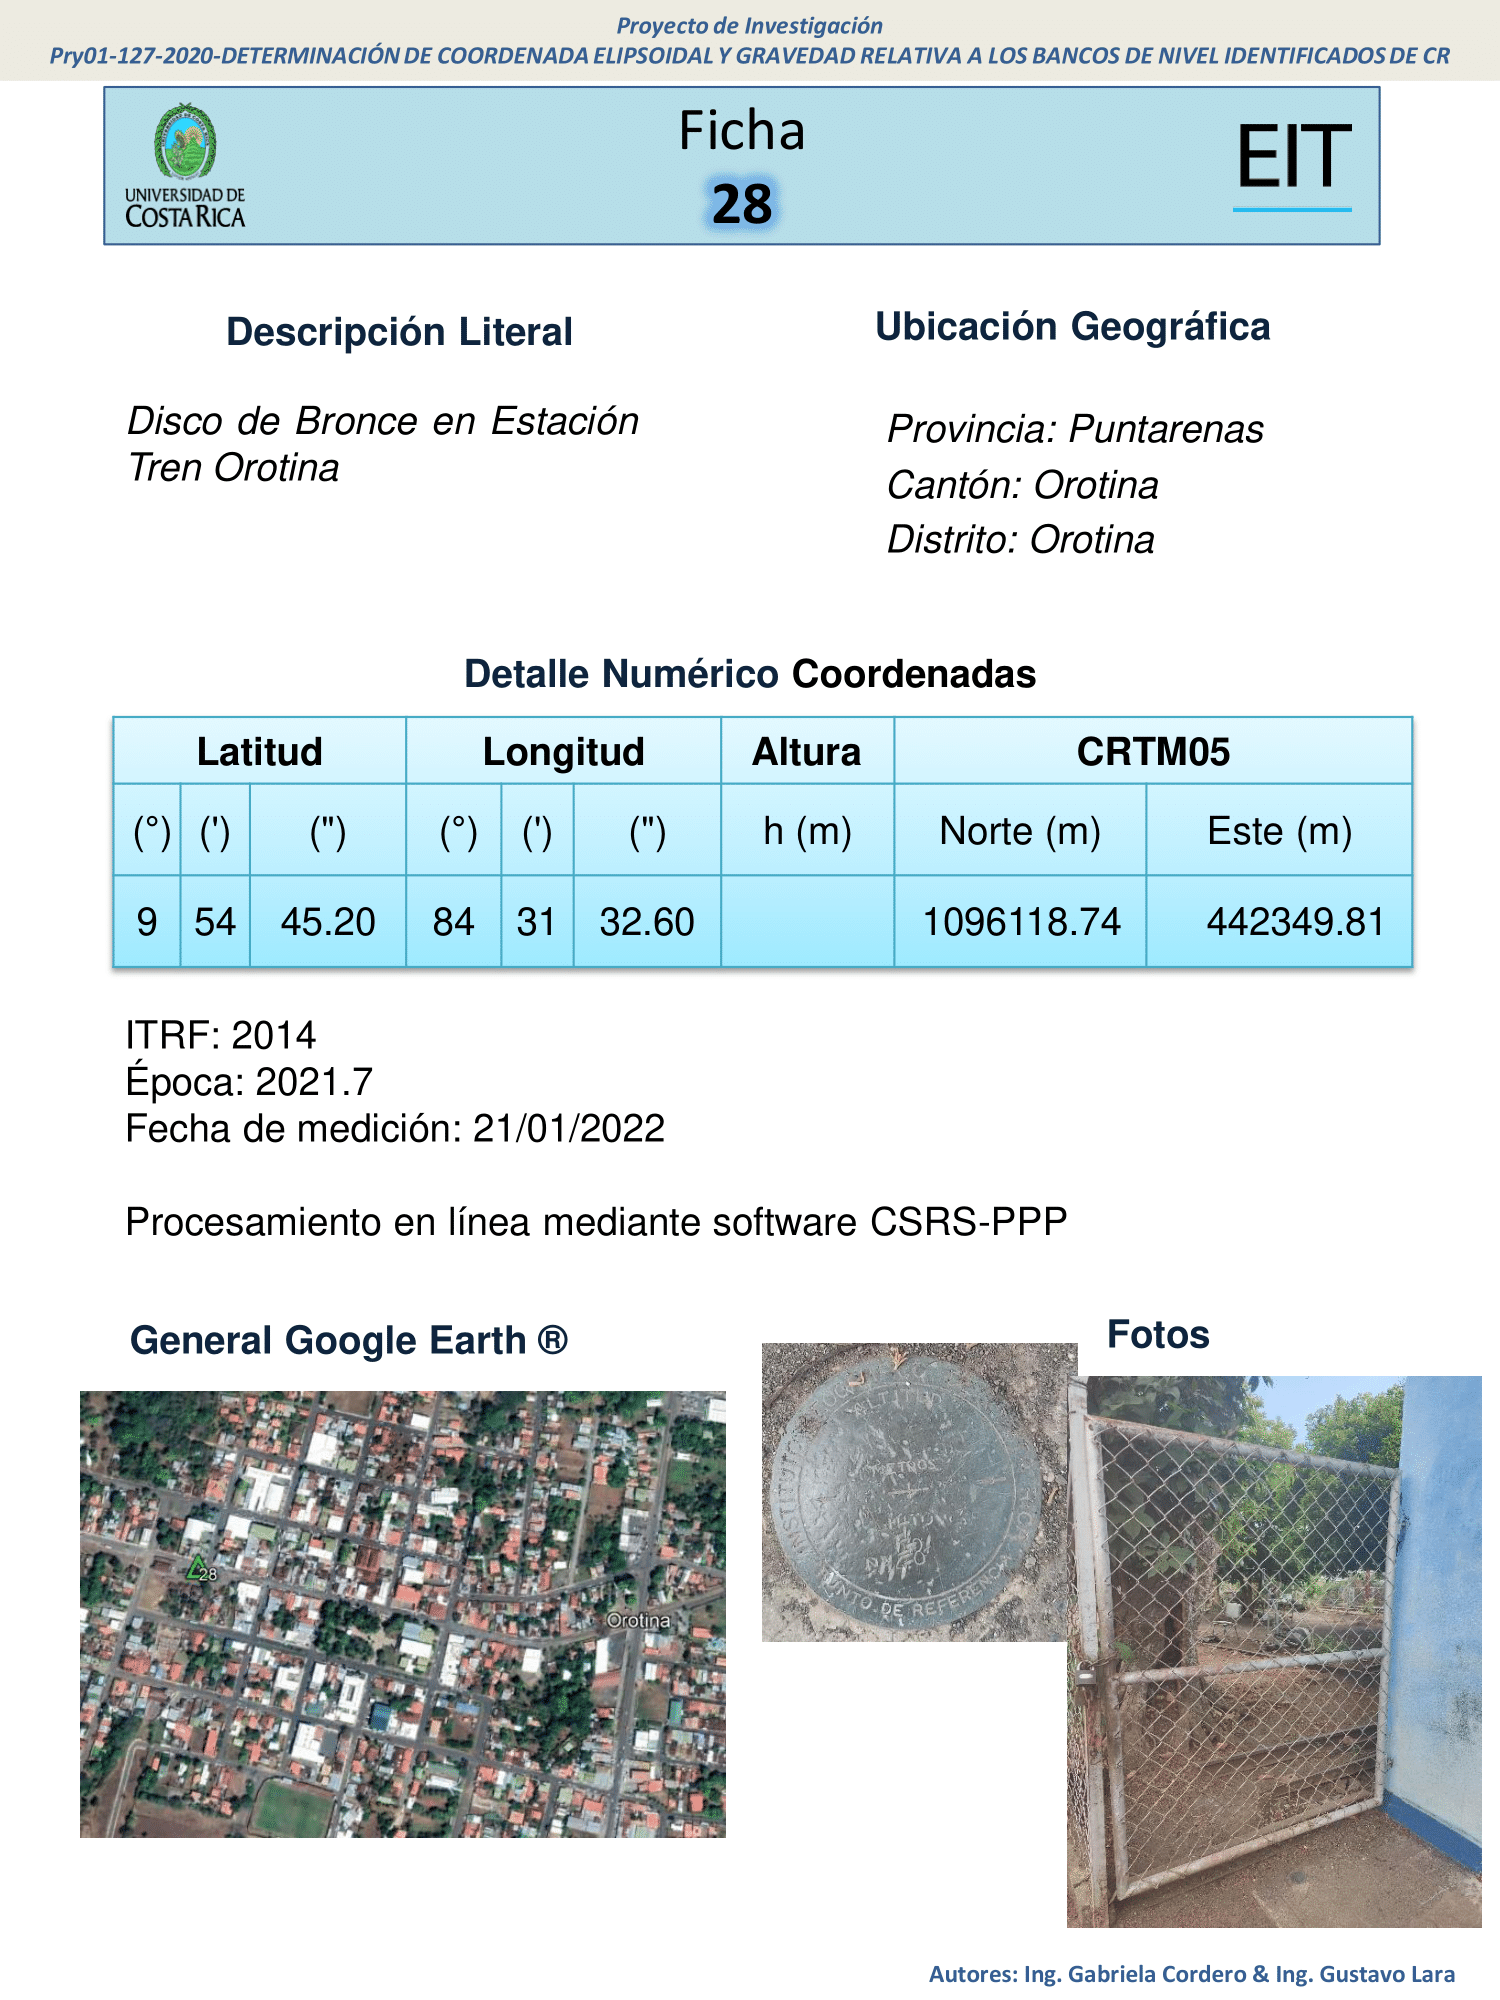 Proyecto de Investigación
Pry01-127-2020-DETERMINACIÓN DE COORDENADA ELIPSOIDAL Y GRAVEDAD RELATIVA A LOS BANCOS DE NIVEL IDENTIFICADOS DE CR
UNIVERSIDAD DE
COSTA RICA
Ficha
28
EIT
Descripción Literal
Disco de Bronce en Estación
Tren Orotina
Ubicación Geográfica
Provincia: Puntarenas
Cantón: Orotina
Distrito: Orotina
Detalle Numérico Coordenadas
Latitud Longitud Altura CRTM05
(°) (') (") (°) (') (") h (m) Norte (m) Este (m)
9 54 45.20 84 31 32.60 1096118.74 442349.81
ITRF: 2014
Época: 2021.7
Fecha de medición: 21/01/2022
Procesamiento en línea mediante software CSRS-PPP
General Google Earth ®
28
Orotina
Fotos
DE REFERENCIA
Autores: Ing. Gabriela Cordero & Ing. Gustavo Lara